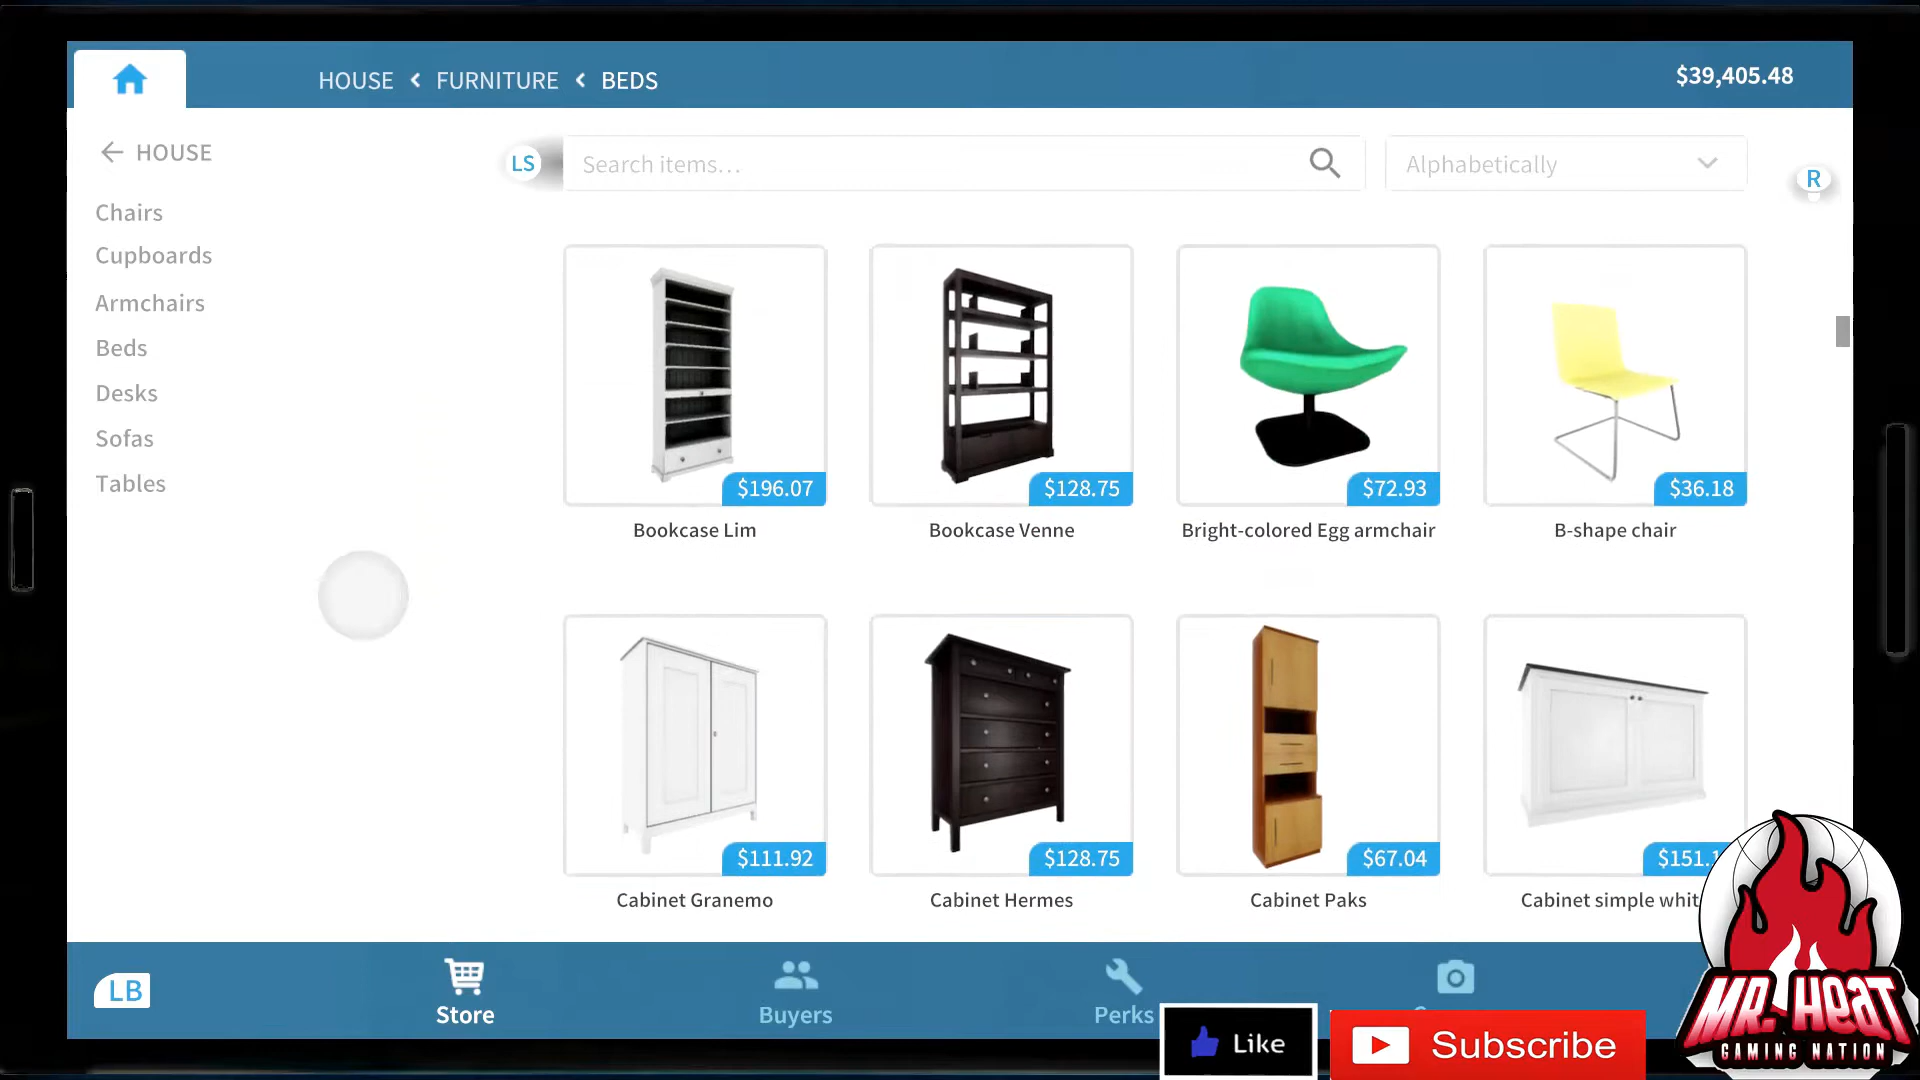 HOUSE < FURNITURE < BEDS
$39,405.48
HOUSE
LS
Search items...
Alphabetically
R
Chairs
Cupboards
Armchairs
Beds
Desks
Sofas
Tables
$196.07
$128.75
$72.93
$36.18
Bookcase Lim
Bookcase Venne
Bright-colored Egg armchair
B-shape chair
$111.92
$128.75
$67.04
$151.
Cabinet Granemo
Cabinet Hermes
Cabinet Paks
Cabinet simple whit
LB
Store
Buyers
Perks
Like
Subscribe
MR. HEAT
GAMING NATION